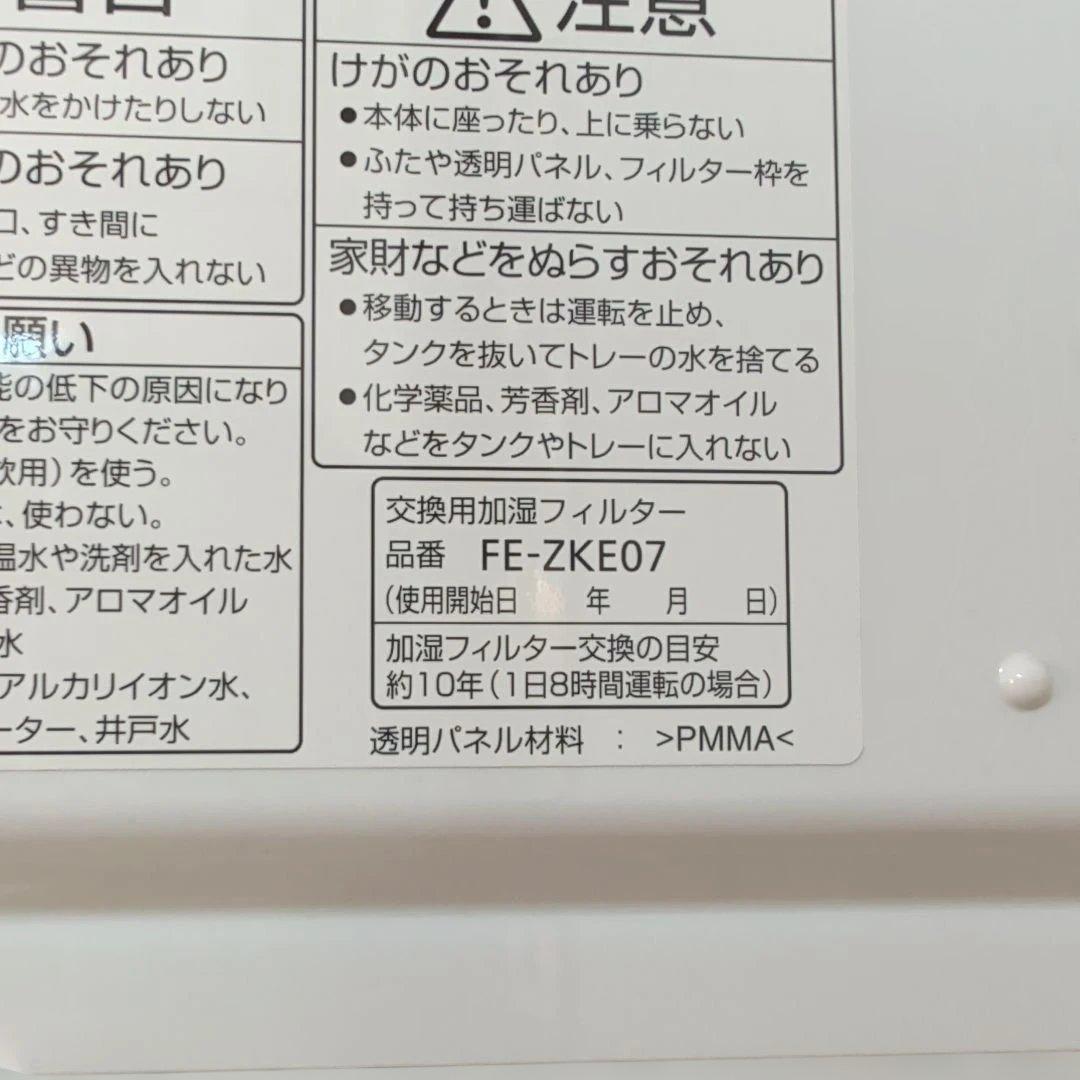 のおそれあり
水をかけたりしない
のおそれあり
口、すき間に
どの異物を入れない
願い
能の低下の原因になり
をお守りください。
飲用）を使う。
、使わない。
温水や洗剤を入れた水
香剤、アロマオイル
水
アルカリイオン水、
ーター、井戸水
注意
けがのおそれあり
●本体に座ったり、上に乗らない
●ふたや透明パネル、フィルター枠を
持って持ち運ばない
家財などをぬらすおそれあり
●移動するときは運転を止め、
タンクを抜いてトレーの水を捨てる
●化学薬品、芳香剤、アロマオイル
などをタンクやトレーに入れない
交換用加湿フィルター
品番 FE-ZKE07
（使用開始日 年 月 日）
加湿フィルター交換の目安
約10年（1日8時間運転の場合）
透明パネル材料 ： >PMMA<